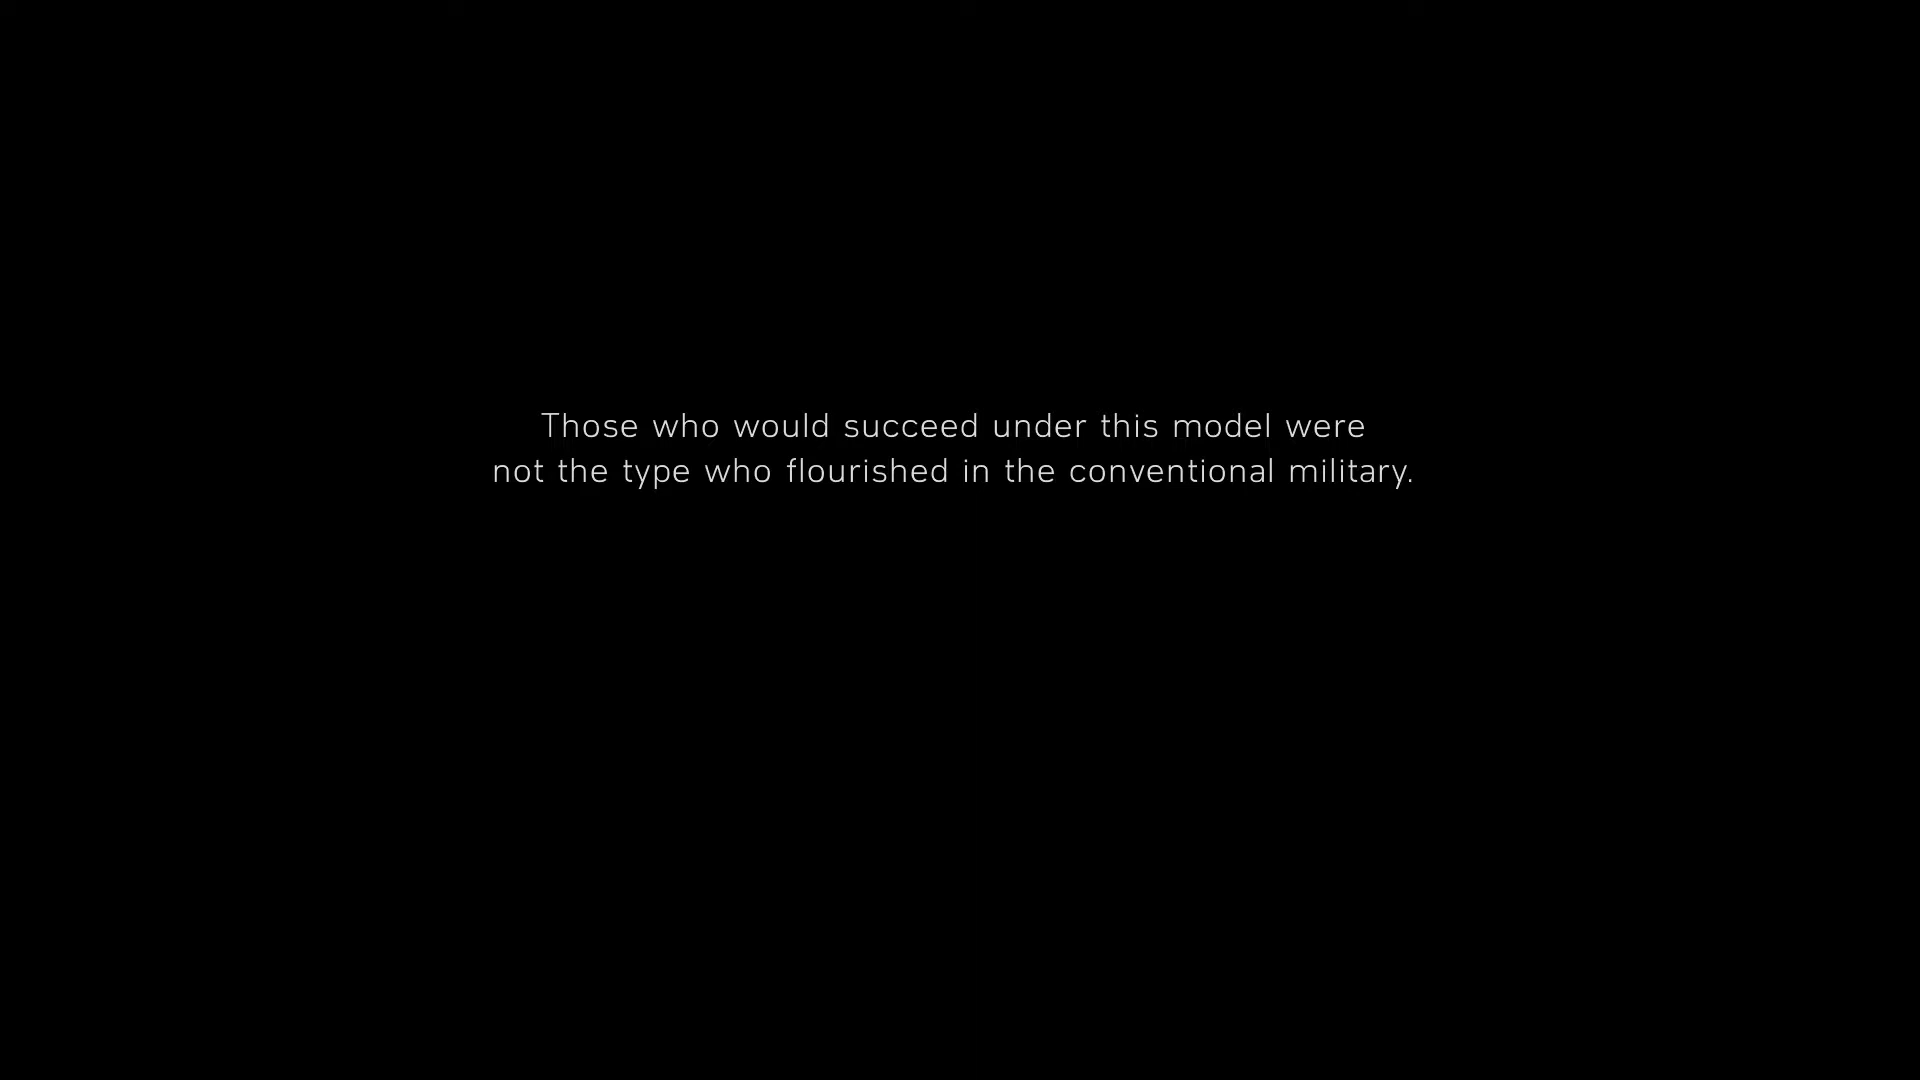 Those who would succeed under this model were
not the type who flourished in the conventional military.